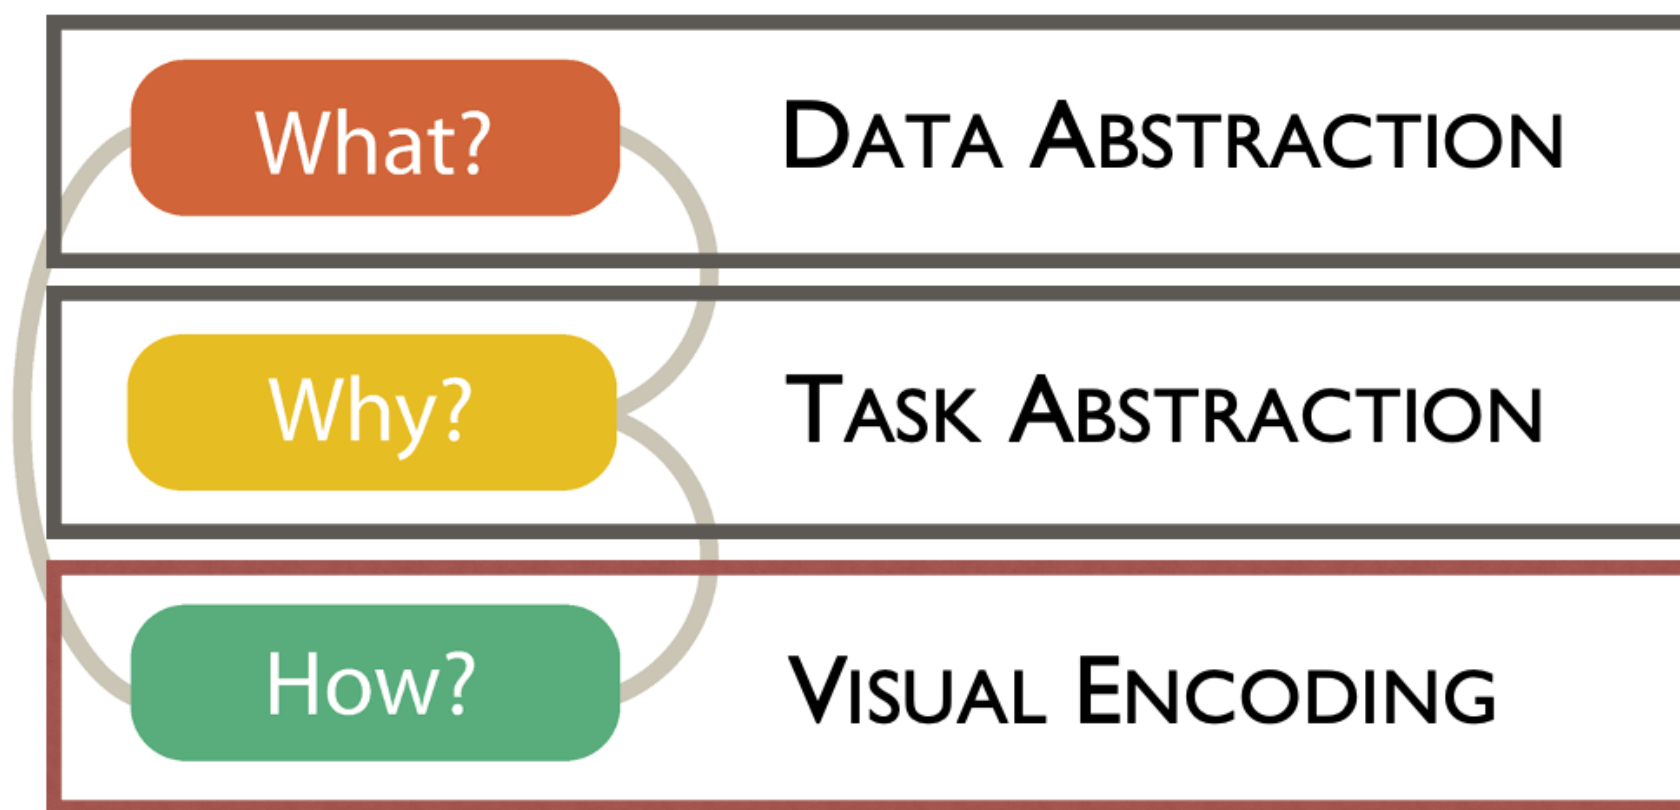 What? DATA ABSTRACTION
Why? TASK ABSTRACTION
How? VISUAL ENCODING